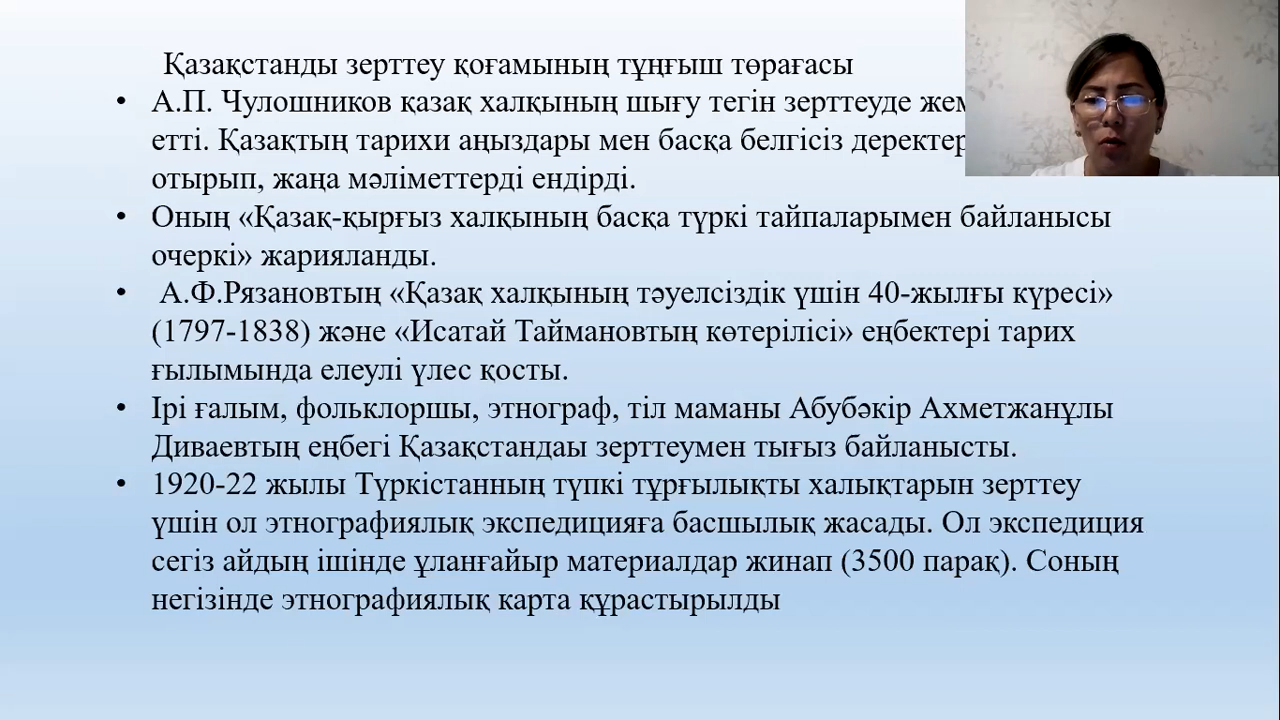 Қазақстанды зерттеу қоғамының тұңғыш төрағасы
• А.П. Чулошников қазақ халқының шығу тегін зерттеуде
етті. Қазақтың тарихи аңыздары мен басқа белгісіз
отырып, жаңа мәліметтерді ендірді.
• Оның «Қазақ-қырғыз халқының басқа түркі тайпаларымен байланысы
очеркі» жарияланды.
• А.Ф.Рязановтың «Қазақ халқының тәуелсіздік үшін 40-жылғы күресі»
(1797-1838) және «Исатай Таймановтың көтерілісі» еңбектері тарих
ғылымында елеулі үлес қосты.
• Ірі ғалым, фольклоршы, этнограф, тіл маманы Абубәкір Ахметжанұлы
Диваевтың еңбегі Қазақстандаы зерттеумен тығыз байланысты.
• 1920-22 жылы Түркістанның түпкі тұрғылықты халықтарын зерттеу
үшін ол этнографиялық экспедицияға басшылық жасады. Ол экспедиция
сегіз айдың ішінде ұланғайыр материалдар жинап (3500 парақ). Соның
негізінде этнографиялық карта құрастырылды